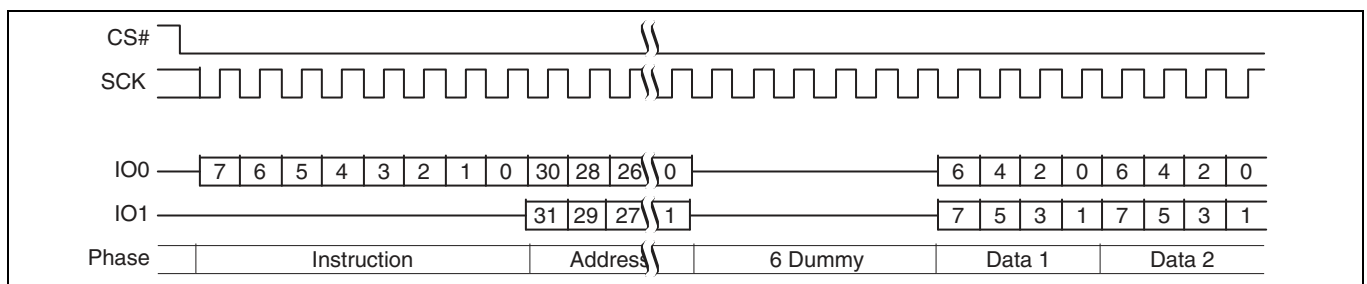 CS#
SCK
IO0 7 6 5 4 3 2 1 0 30 28 26 0 6 4 2 0 6 4 2 0
IO1 31 29 27 1 7 5 3 1 7 5 3 1
Phase Instruction Address 6 Dummy Data 1 Data 2